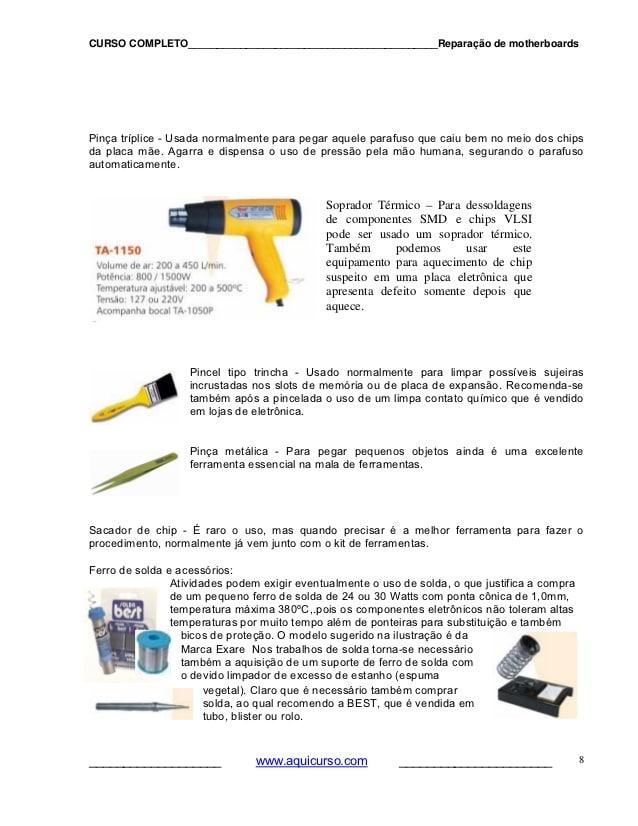 CURSO COMPLETO________________________________________Reparação de motherboards
Pinça tríplice - Usada normalmente para pegar aquele parafuso que caiu bem no meio dos chips
da placa mãe. Agarra e dispensa o uso de pressão pela mão humana, segurando o parafuso
automaticamente.
Soprador Térmico – Para dessoldagens
de componentes SMD e chips VLSI
pode ser usado um soprador térmico.
Também podemos usar este
equipamento para aquecimento de chip
suspeito em uma placa eletrônica que
apresenta defeito somente depois que
aquece.
TA-1150
Volume de ar: 200 a 450 L/min.
Potência: 800 / 1500W
Temperatura ajustável: 200 a 500ºC
Tensão: 127 ou 220V
Acompanha bocal TA-1050P
Pincel tipo trincha - Usado normalmente para limpar possíveis sujeiras
incrustadas nos slots de memória ou de placa de expansão. Recomenda-se
também após a pincelada o uso de um limpa contato químico que é vendido
em lojas de eletrônica.
Pinça metálica - Para pegar pequenos objetos ainda é uma excelente
ferramenta essencial na mala de ferramentas.
Sacador de chip - É raro o uso, mas quando precisar é a melhor ferramenta para fazer o
procedimento, normalmente já vem junto com o kit de ferramentas.
Ferro de solda e acessórios:
Atividades podem exigir eventualmente o uso de solda, o que justifica a compra
de um pequeno ferro de solda de 24 ou 30 Watts com ponta cônica de 1,0mm,
temperatura máxima 380ºC,.pois os componentes eletrônicos não toleram altas
temperaturas por muito tempo além de ponteiras para substituição e também
bicos de proteção. O modelo sugerido na ilustração é da
Marca Exare Nos trabalhos de solda torna-se necessário
também a aquisição de um suporte de ferro de solda com
o devido limpador de excesso de estanho (espuma
vegetal). Claro que é necessário também comprar
solda, ao qual recomendo a BEST, que é vendida em
tubo, blister ou rolo.
SOLDA
best
best
___________________ www.aquicurso.com ______________________ 8